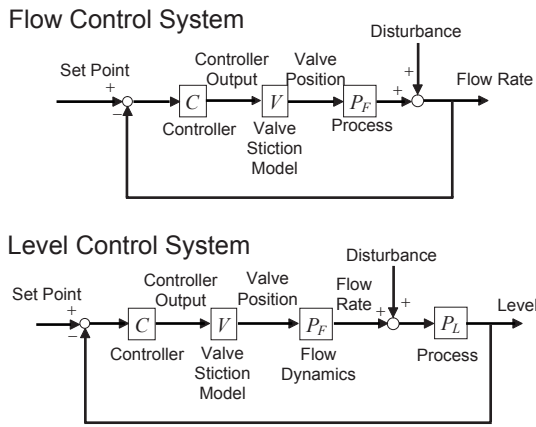 Flow Control System
Disturbance
Controller Output
Valve Position
Set Point
+
+
+
Flow Rate
−
C
V
P_F
Controller
Valve Stiction Model
Process
Level Control System
Disturbance
Controller Output
Valve Position
Flow Rate
Set Point
+
+
+
Level
−
C
V
P_F
P_L
Controller
Valve Stiction Model
Flow Dynamics
Process